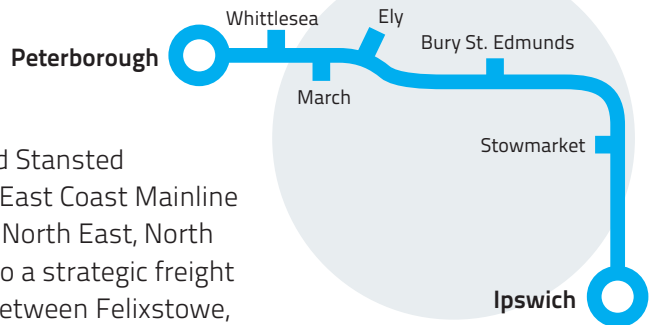 Whittlesea
Ely
Peterborough
Bury St. Edmunds
March
Stowmarket
Stansted
East Coast Mainline
North East, North
a strategic freight
between Felixstowe,
Ipswich